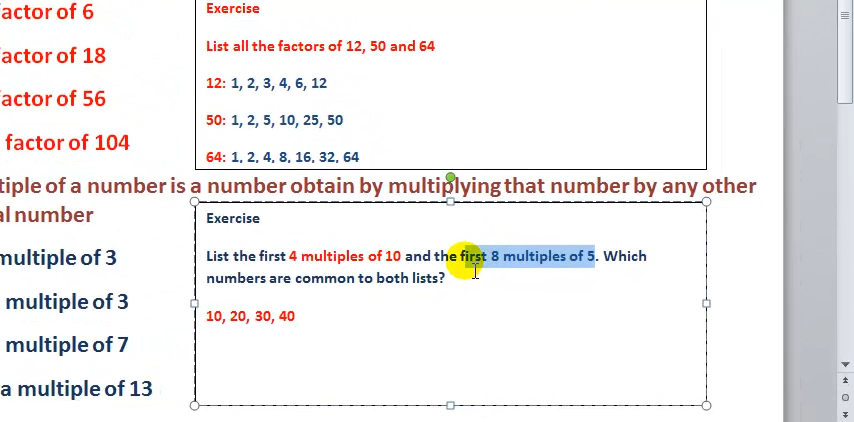 actor of 6
actor of 18
actor of 56
factor of 104
Exercise
List all the factors of 12, 50 and 64
12: 1, 2, 3, 4, 6, 12
50: 1, 2, 5, 10, 25, 50
64: 1, 2, 4, 8, 16, 32, 64
tiple of a number is a number obtain by multiplying that number by any other
al number
multiple of 3
multiple of 3
multiple of 7
a multiple of 13
Exercise
List the first 4 multiples of 10 and the first 8 multiples of 5. Which
numbers are common to both lists?
10, 20, 30, 40